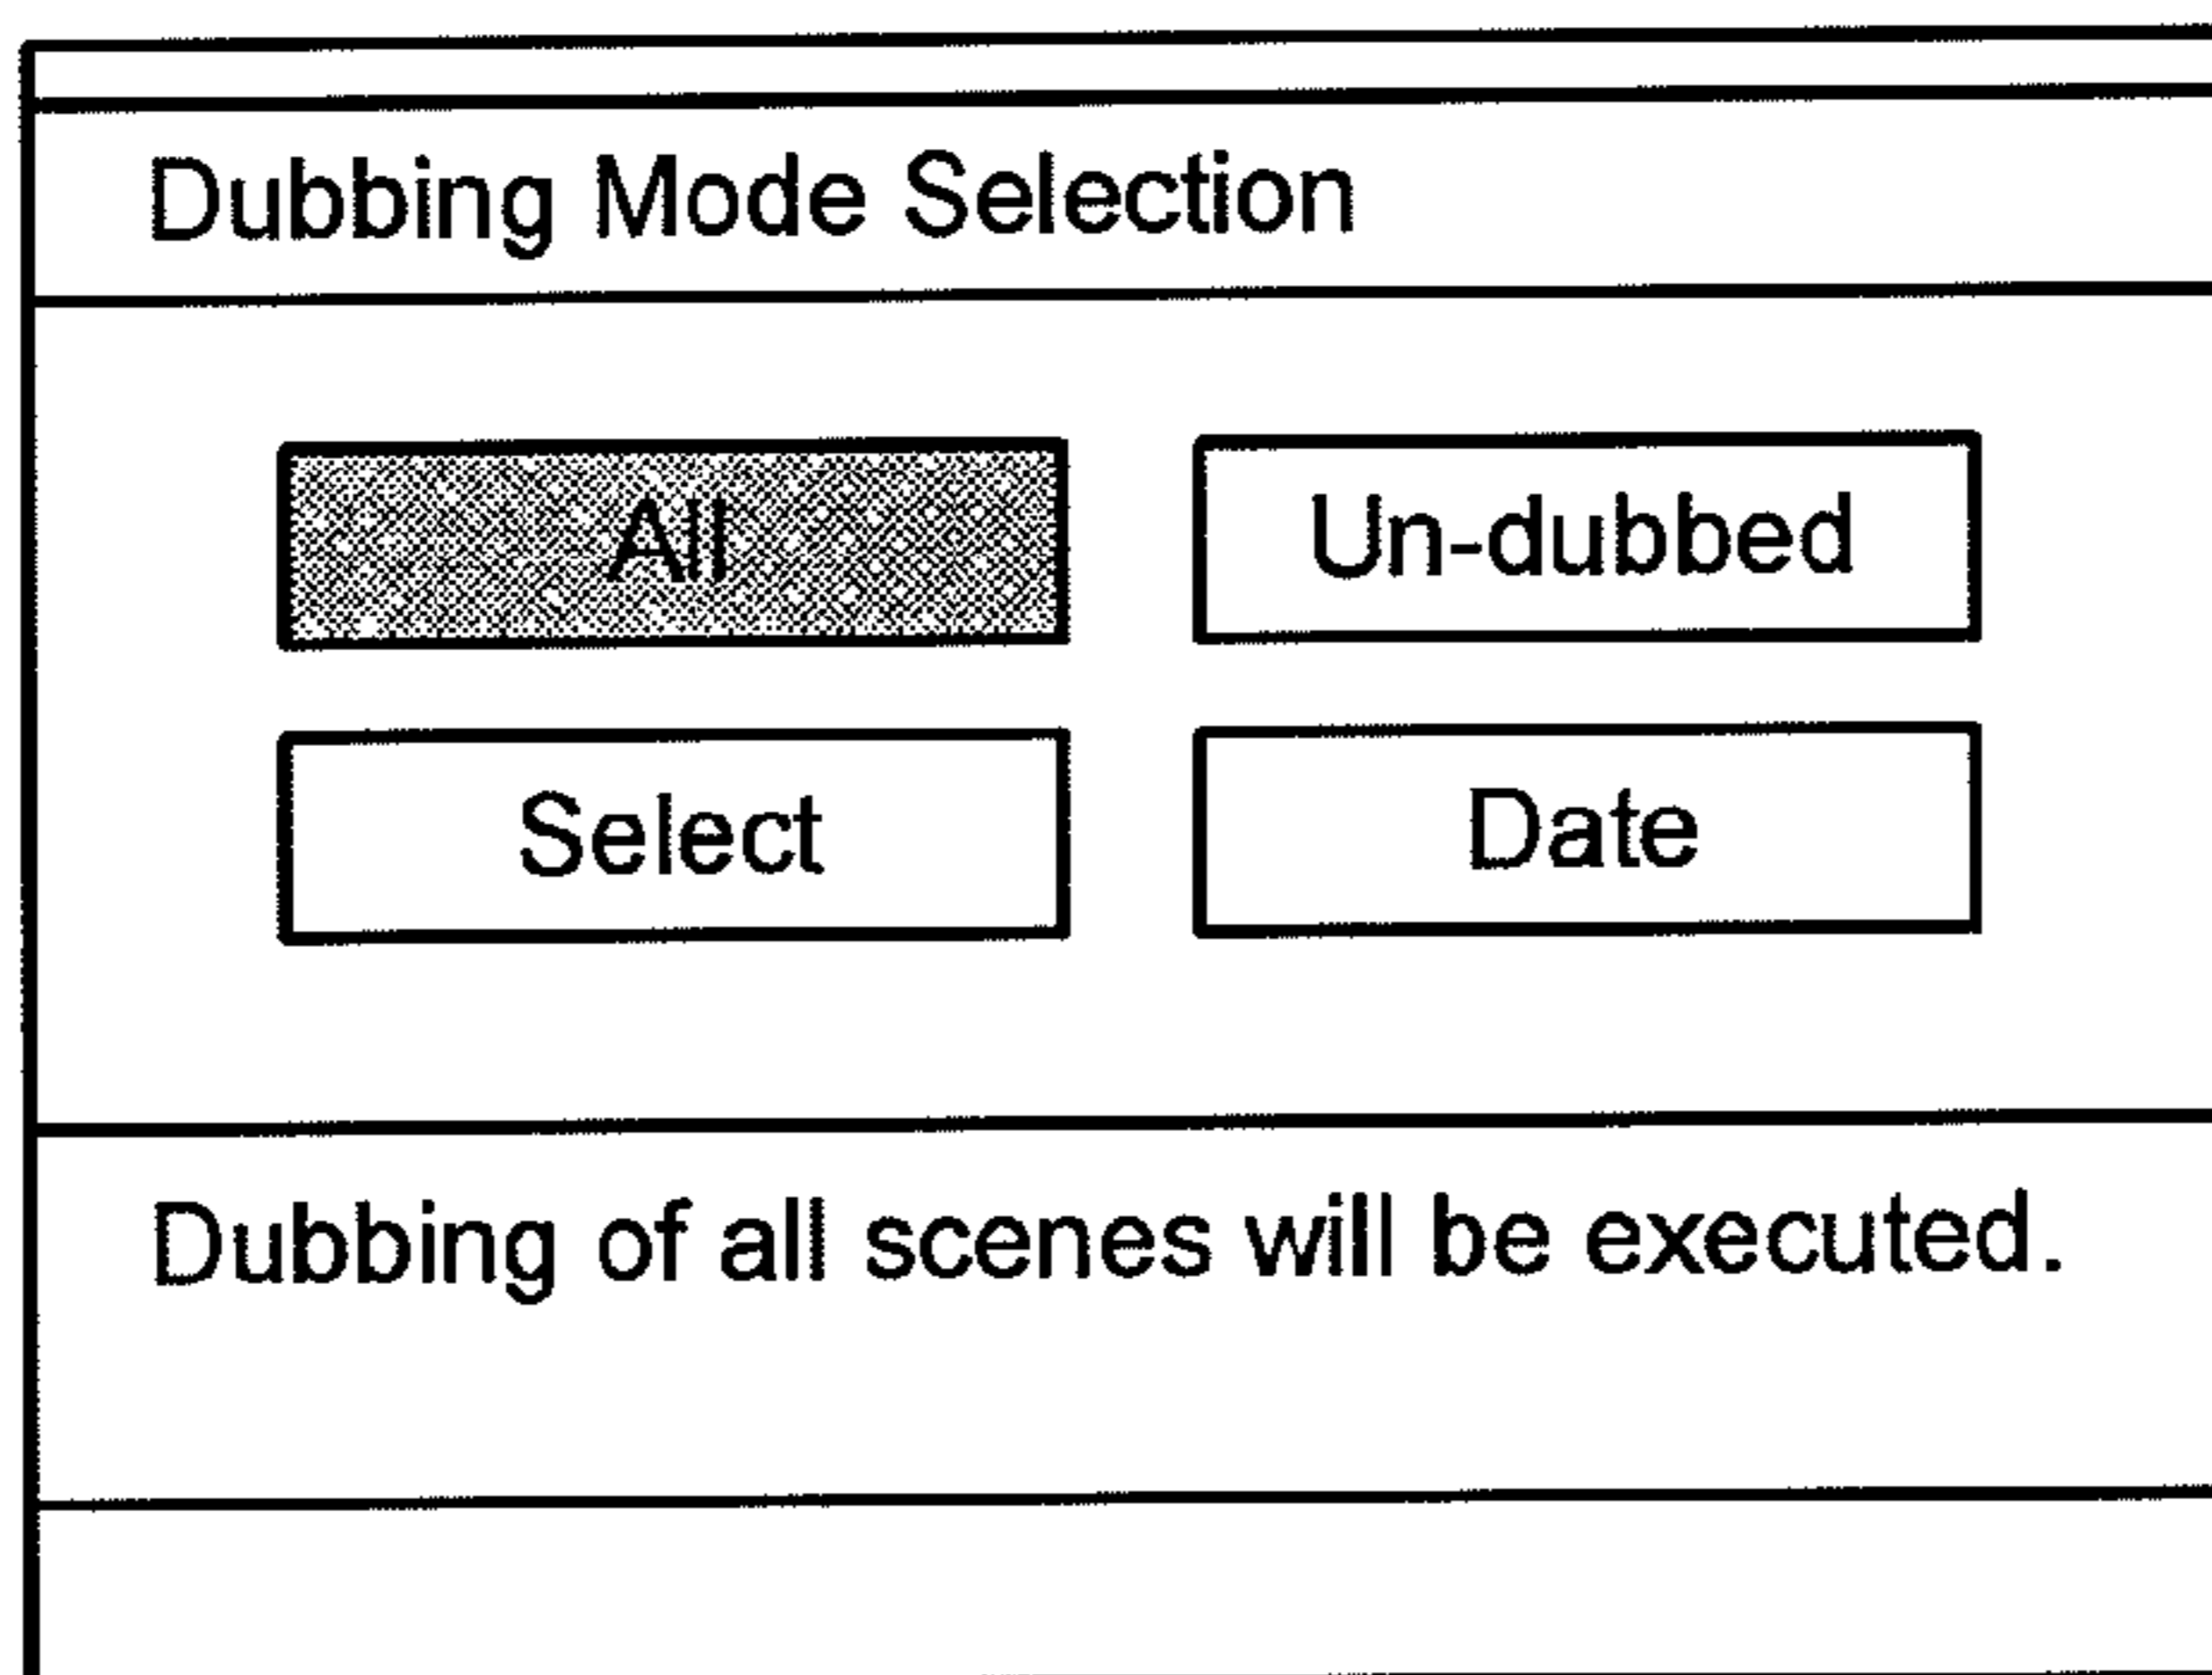 Dubbing Mode Selection
All
Un-dubbed
Select
Date
Dubbing of all scenes will be executed.